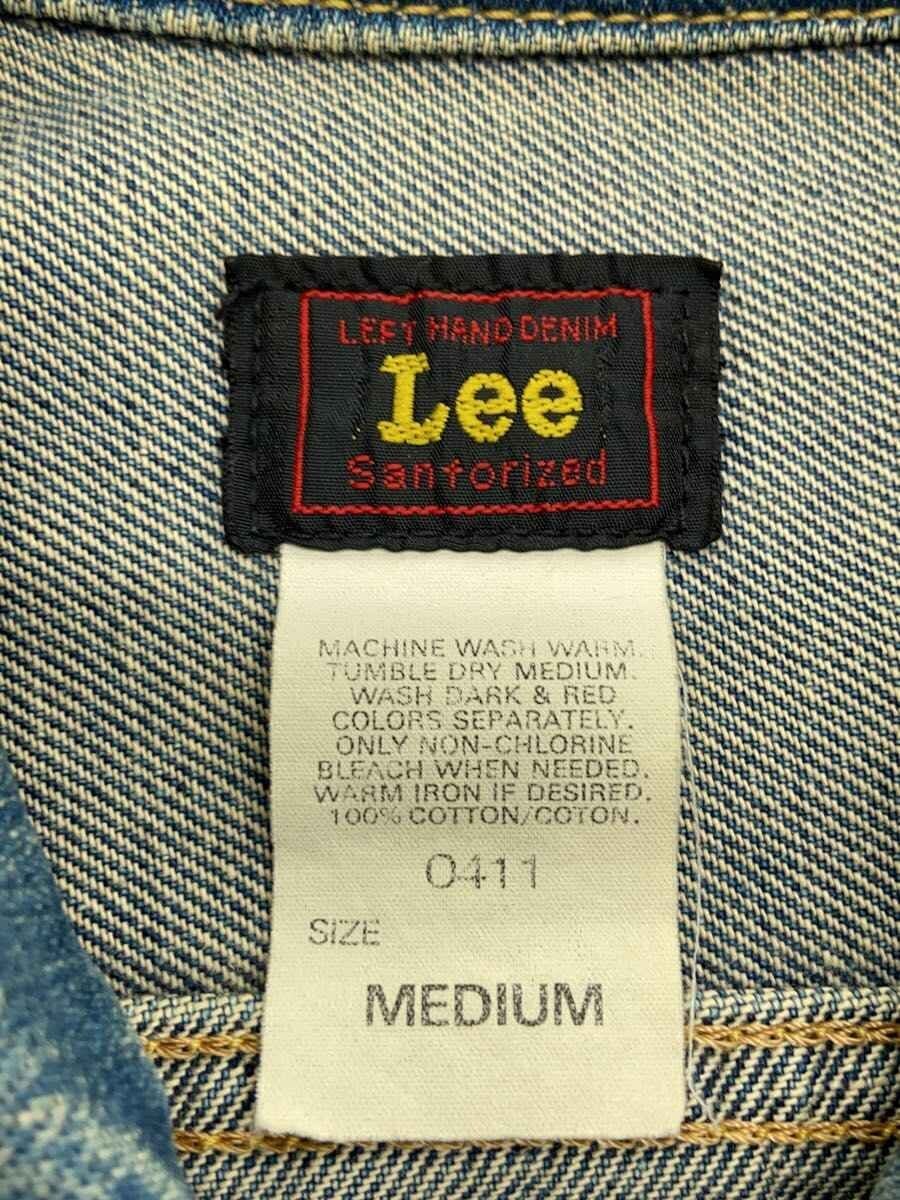 LEFT HAND DENIM
Lee
Sanforized
MACHINE WASH WARM.
TUMBLE DRY MEDIUM.
WASH DARK & RED
COLORS SEPARATELY.
ONLY NON-CHLORINE
BLEACH WHEN NEEDED.
WARM IRON IF DESIRED.
100% COTTON/COTON.
0411
SIZE
MEDIUM